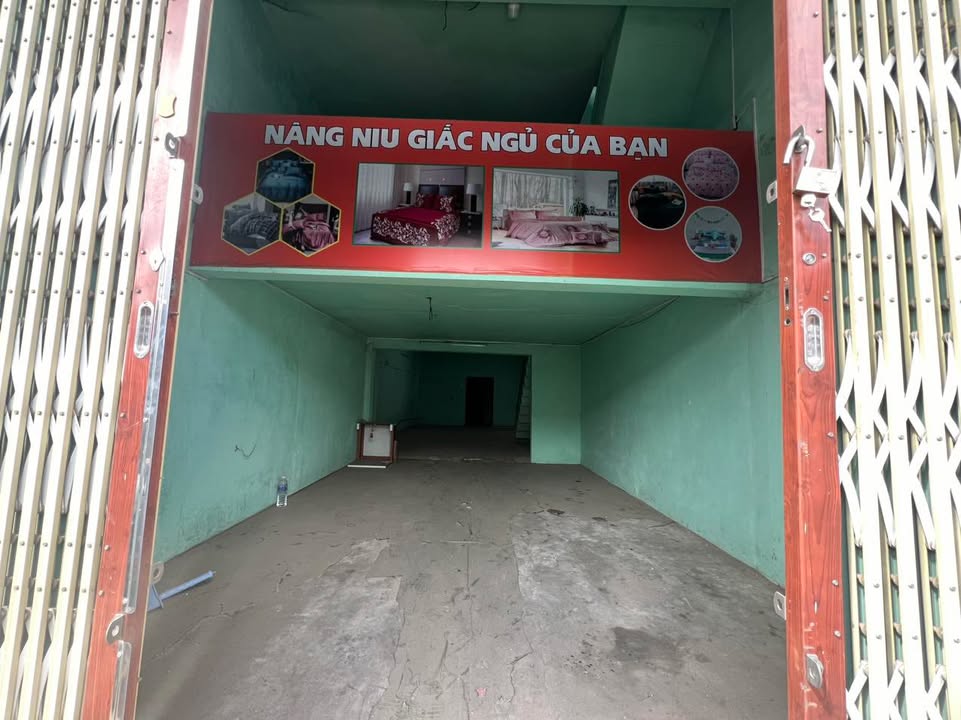 NÂNG NIU GIẤC NGỦ CỦA BẠN